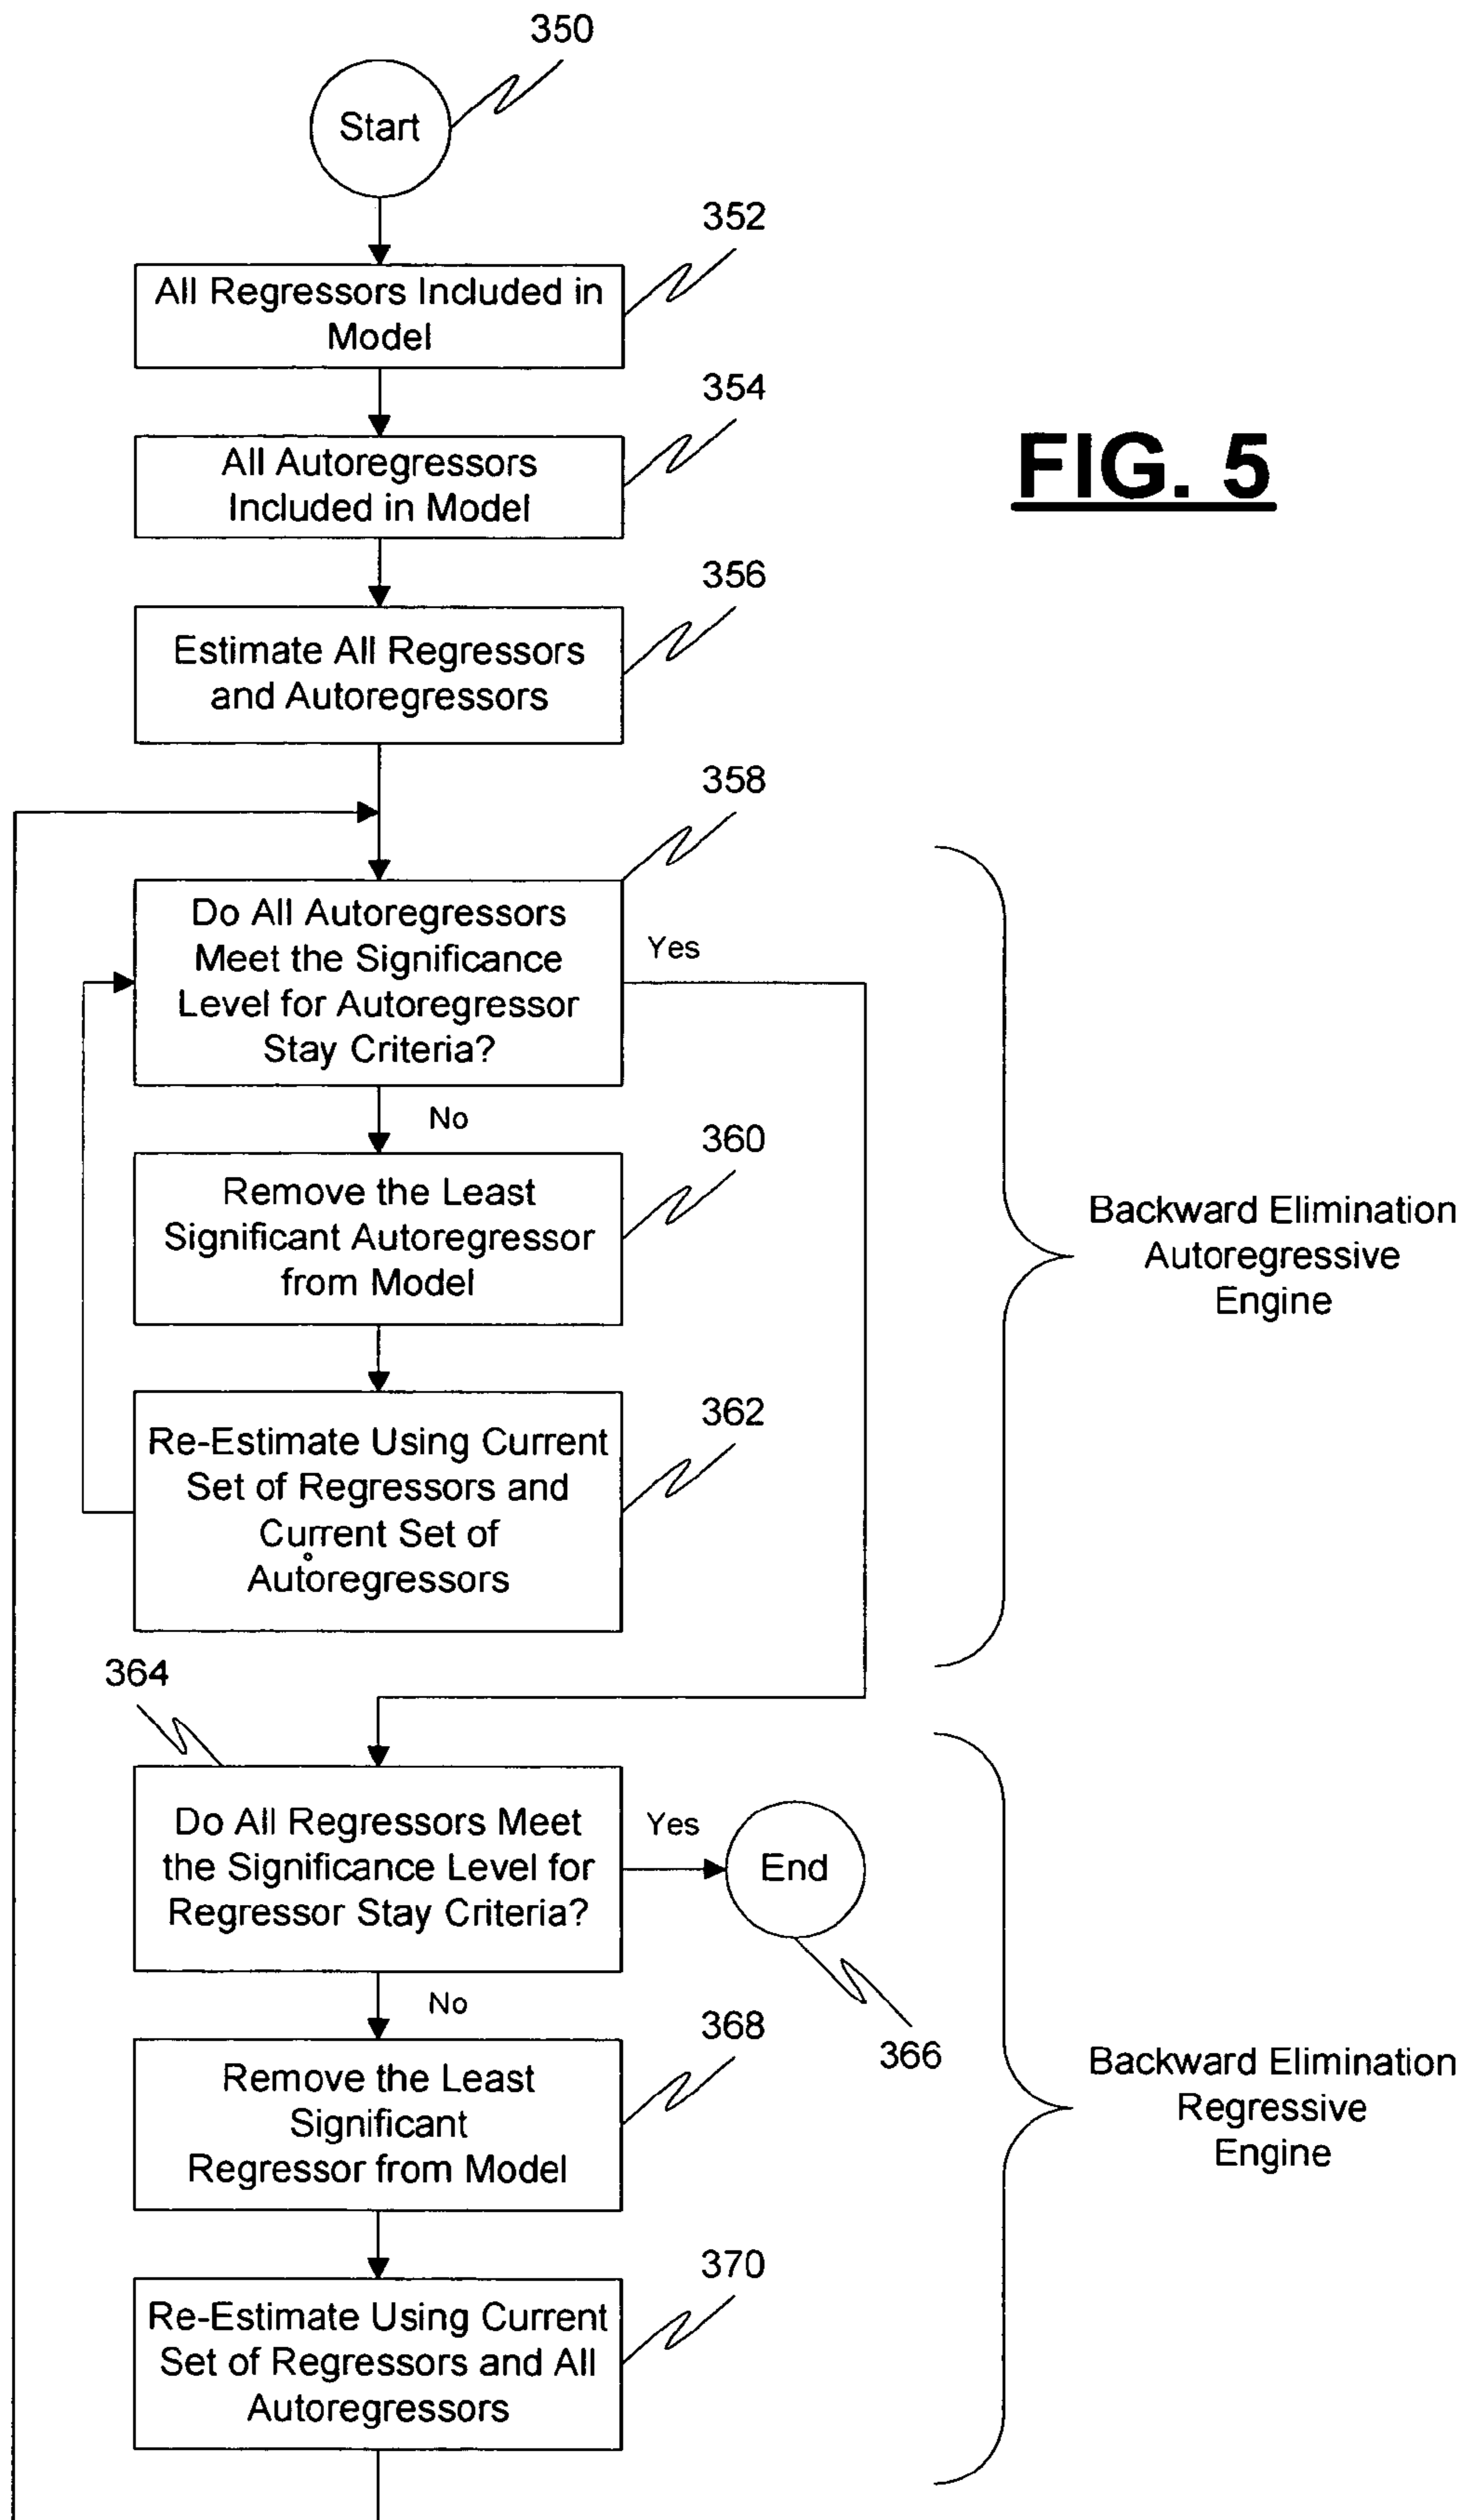 350
Start
352
All Regressors Included in
Model
354
All Autoregressors
Included in Model
FIG. 5
356
Estimate All Regressors
and Autoregressors
358
Do All Autoregressors
Meet the Significance
Level for Autoregressor
Stay Criteria?
Yes
No
360
Remove the Least
Significant Autoregressor
from Model
Backward Elimination
Autoregressive
Engine
362
Re-Estimate Using Current
Set of Regressors and
Current Set of
Autoregressors
364
Do All Regressors Meet
the Significance Level for
Regressor Stay Criteria?
Yes
End
366
No
368
Remove the Least
Significant
Regressor from Model
Backward Elimination
Regressive
Engine
370
Re-Estimate Using Current
Set of Regressors and All
Autoregressors